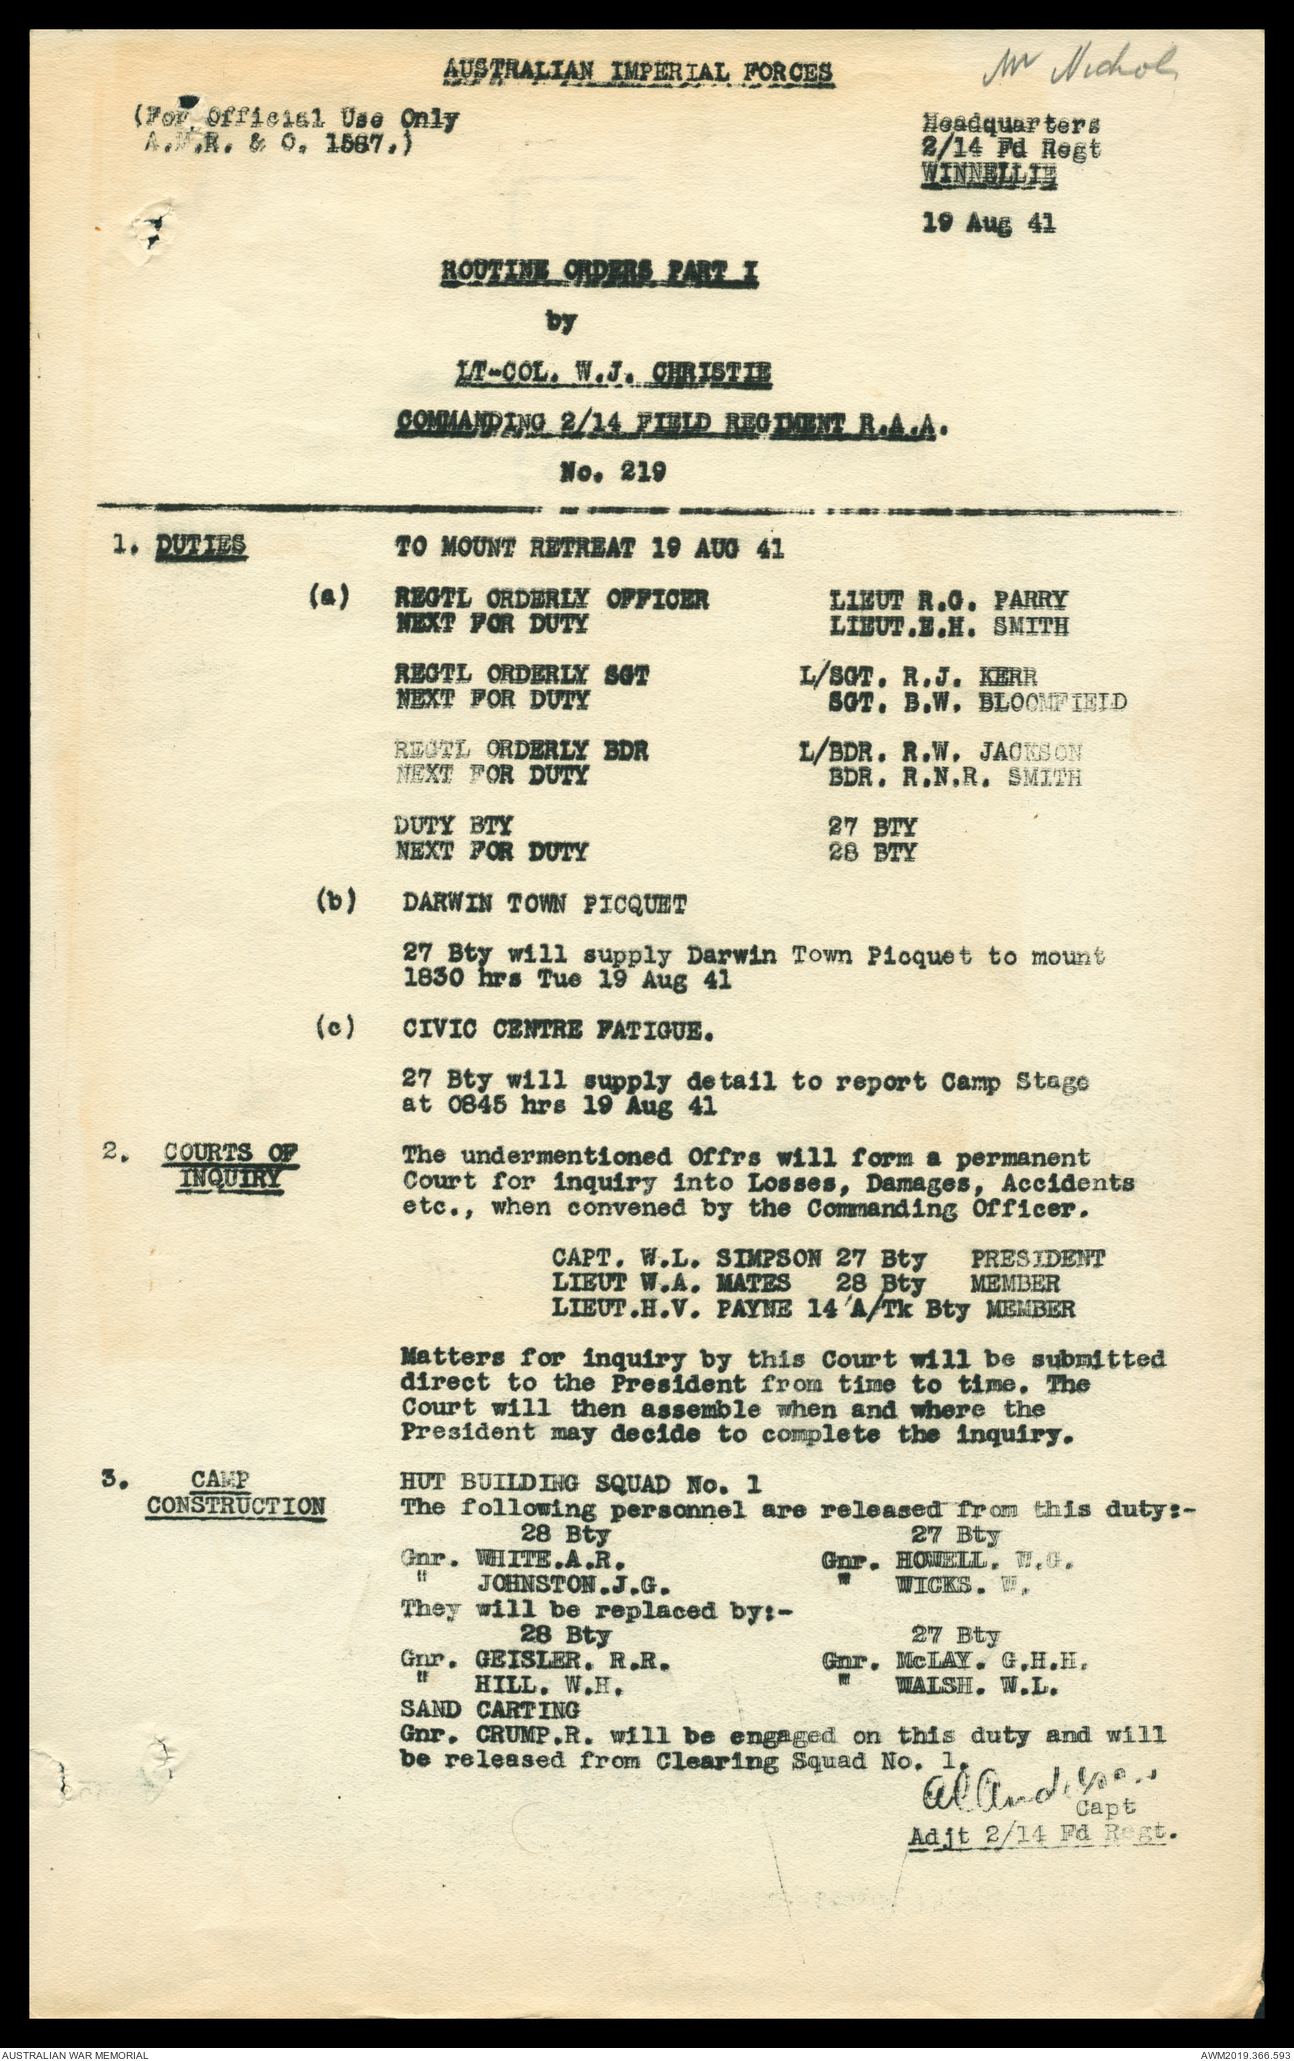 Mr Nichols
AUSTRALIAN IMPERIAL FORCES
(For Official Use Only
A.M.R. & O. 1587.)
Headquarters
2/14 Fd Regt
WINNELLIE
19 Aug 41
ROUTINE ORDERS PART I
by
LT-COL. W.J. CHRISTIE
COMMANDING 2/14 FIELD REGIMENT R.A.A.
No. 219
1. DUTIES TO MOUNT RETREAT 19 AUG 41
(a) REGTL ORDERLY OFFICER LIEUT R.G. PARRY
NEXT FOR DUTY LIEUT.E.H. SMITH
REGTL ORDERLY SGT L/SGT. R.J. KERR
NEXT FOR DUTY SGT. B.W. BLOOMFIELD
REGTL ORDERLY BDR L/BDR. R.W. JACKSON
NEXT FOR DUTY BDR. R.N.R. SMITH
DUTY BTY 27 BTY
NEXT FOR DUTY 28 BTY
(b) DARWIN TOWN PICQUET
27 Bty will supply Darwin Town Picquet to mount
1830 hrs Tue 19 Aug 41
(c) CIVIC CENTRE FATIGUE.
27 Bty will supply detail to report Camp Stage
at 0845 hrs 19 Aug 41
2. COURTS OF The undermentioned Offrs will form a permanent
INQUIRY Court for inquiry into Losses, Damages, Accidents
etc., when convened by the Commanding Officer.
CAPT. W.L. SIMPSON 27 Bty PRESIDENT
LIEUT W.A. MATES 28 Bty MEMBER
LIEUT.H.V. PAYNE 14 A/Tk Bty MEMBER
Matters for inquiry by this Court will be submitted
direct to the President from time to time. The
Court will then assemble when and where the
President may decide to complete the inquiry.
3. CAMP HUT BUILDING SQUAD No. 1
CONSTRUCTION The following personnel are released from this duty:-
28 Bty 27 Bty
Gnr. WHITE.A.R. Gnr. HOWELL. W.G.
" JOHNSTON.J.G. " WICKS. W.
They will be replaced by:-
28 Bty 27 Bty
Gnr. GEISLER. R.R. Gnr. McLAY. G.H.H.
" HILL. W.H. " WALSH. W.L.
SAND CARTING
Gnr. CRUMP.R. will be engaged on this duty and will
be released from Clearing Squad No. 1.
Capt
Adjt 2/14 Fd Regt.
AUSTRALIAN WAR MEMORIAL
AWM2019.366.593